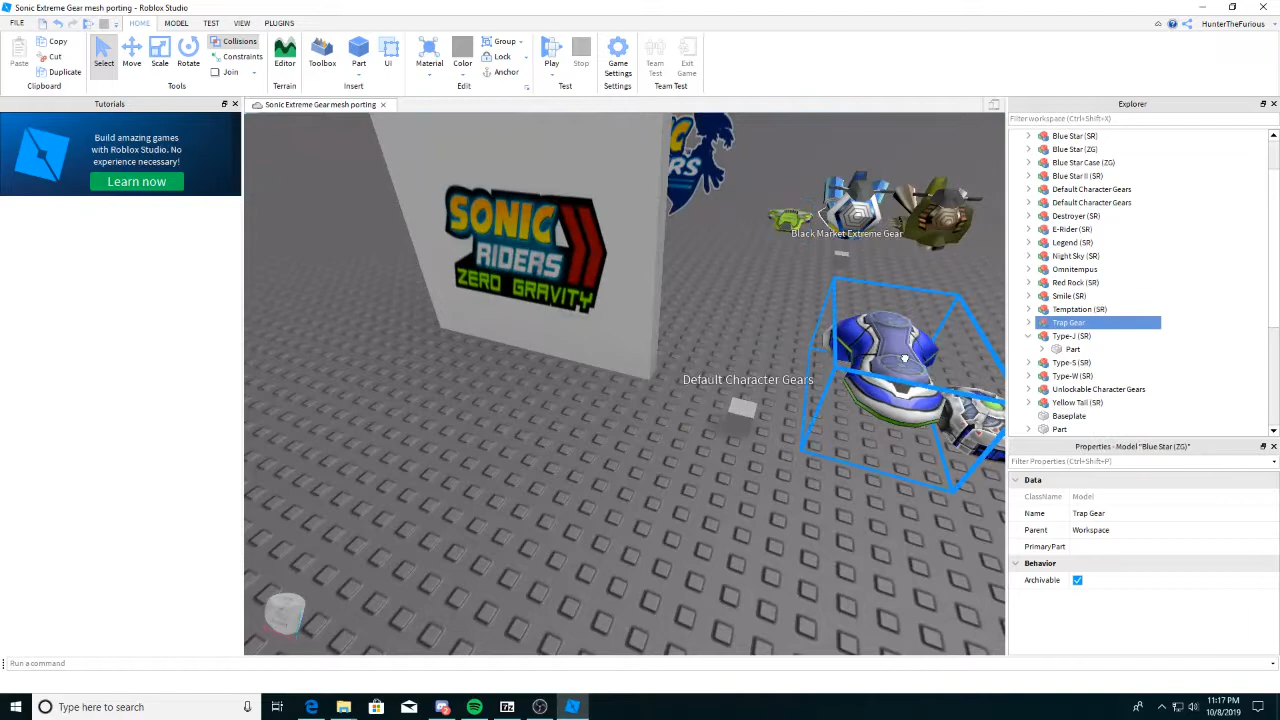 Sonic Extreme Gear mesh porting - Roblox Studio
FILE HOME MODEL TEST VIEW PLUGINS HunterTheFurious
Paste Copy Cut Duplicate Clipboard
Select Move Scale Rotate Collisions Constraints Join Tools
Editor Terrain
Toolbox Part UI Insert
Material Color Group Lock Anchor Edit
Play Stop Test
Game Settings Settings
Team Test Exit Game Team Test
Tutorials
Sonic Extreme Gear mesh porting
Explorer
Build amazing games
with Roblox Studio. No
experience necessary!
Learn now
SONIC
RIDERS
ZERO GRAVITY
Black Market Extreme Gear
Default Character Gears
Filter workspace (Ctrl+Shift+X)
Blue Star (SR)
Blue Star (ZG)
Blue Star Case (ZG)
Blue Star II (SR)
Default Character Gears
Default Character Gears
Destroyer (SR)
E-Rider (SR)
Legend (SR)
Night Sky (SR)
Omnitempus
Red Rock (SR)
Smile (SR)
Temptation (SR)
Trap Gear
Type-J (SR)
Part
Type-S (SR)
Type-W (SR)
Unlockable Character Gears
Yellow Tail (SR)
Baseplate
Part
Properties - Model "Blue Star (ZG)"
Filter Properties (Ctrl+Shift+P)
Data
ClassName Model
Name Trap Gear
Parent Workspace
PrimaryPart
Behavior
Archivable
Run a command
Type here to search
11:17 PM
10/8/2019